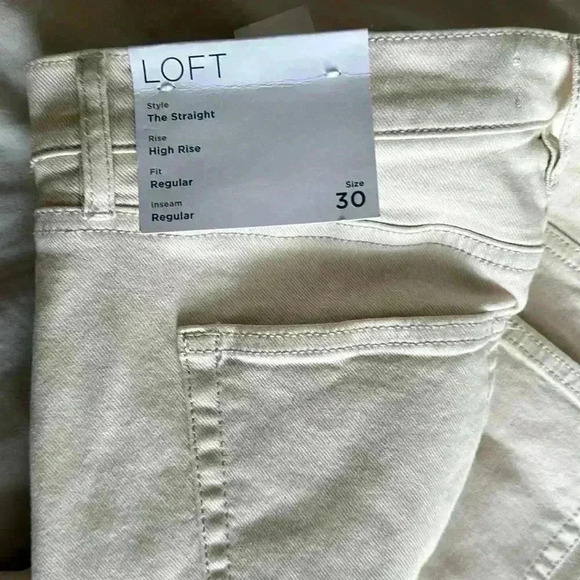 LOFT
Style
The Straight
Rise
High Rise
Fit
Regular
Inseam
Regular
Size
30